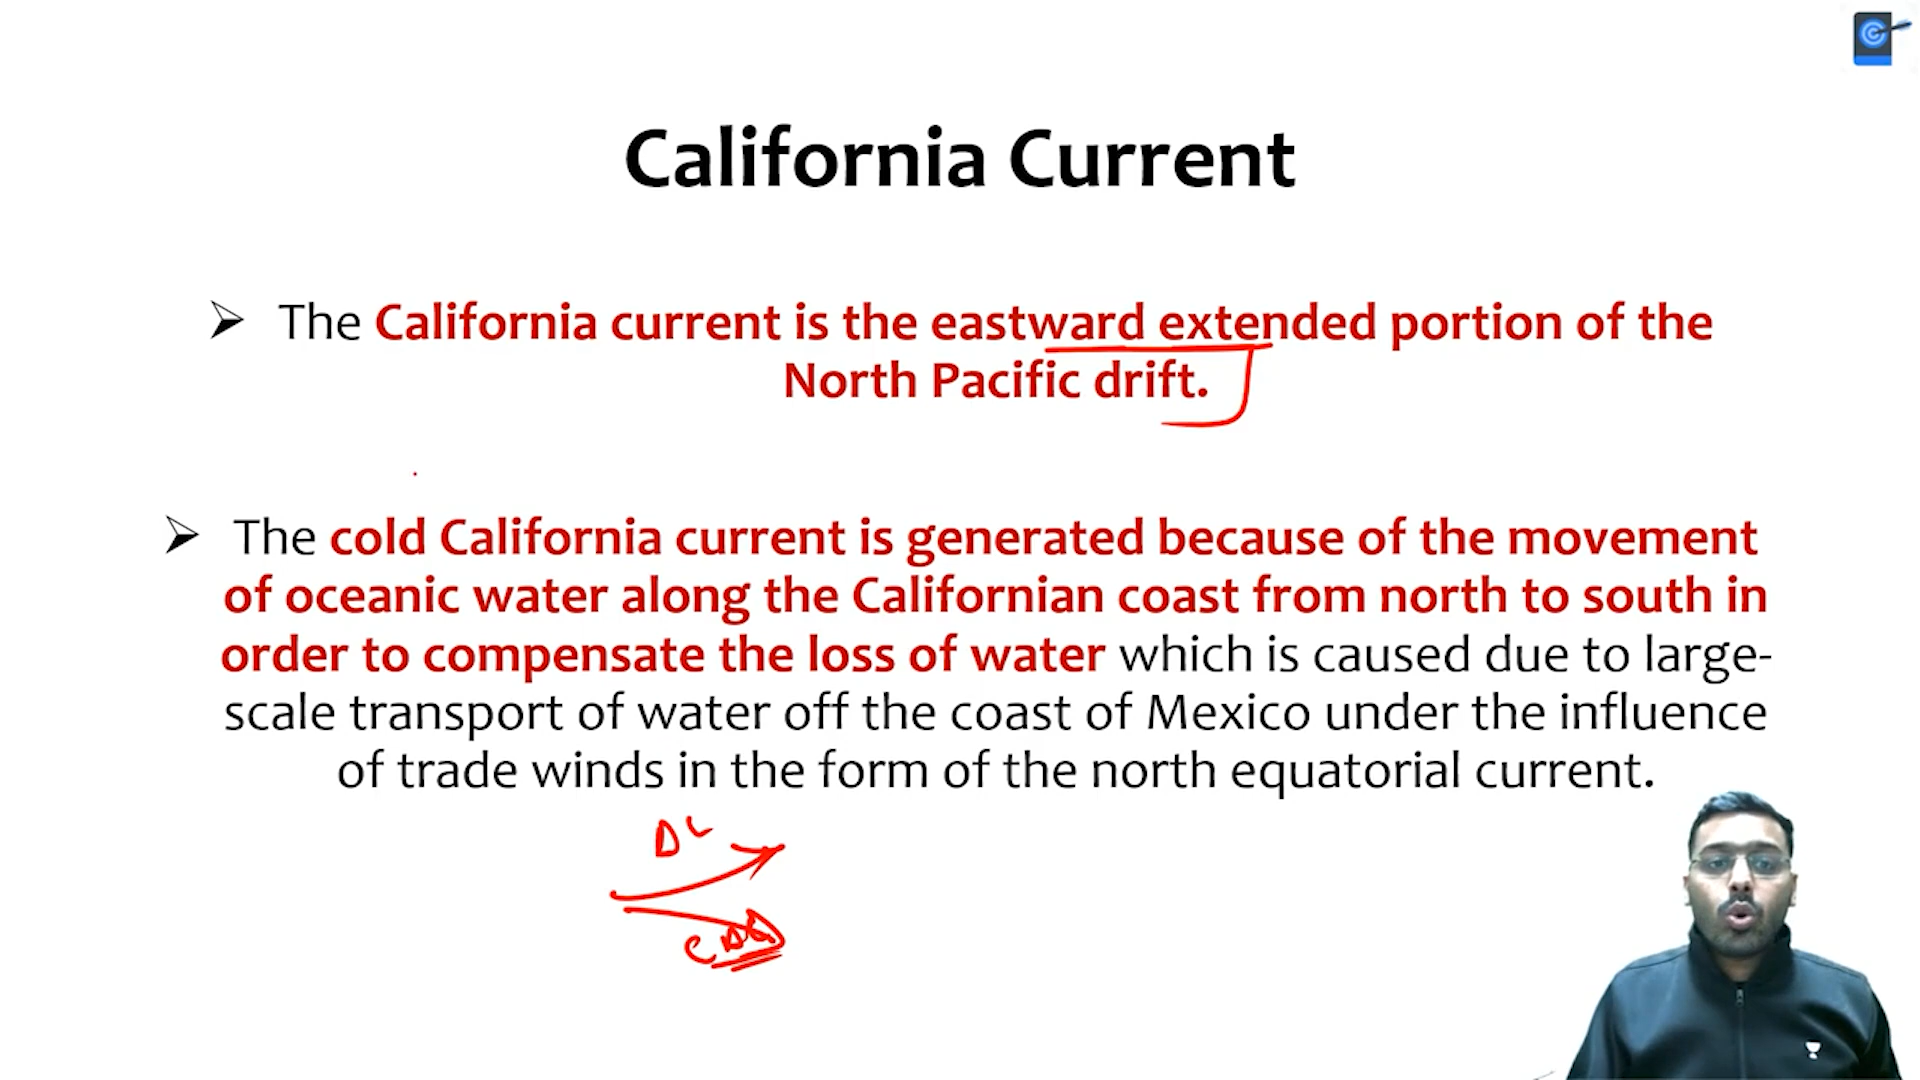 California Current
➢ The California current is the eastward extended portion of the
North Pacific drift.
➢ The cold California current is generated because of the movement
of oceanic water along the Californian coast from north to south in
order to compensate the loss of water which is caused due to large-
scale transport of water off the coast of Mexico under the influence
of trade winds in the form of the north equatorial current.